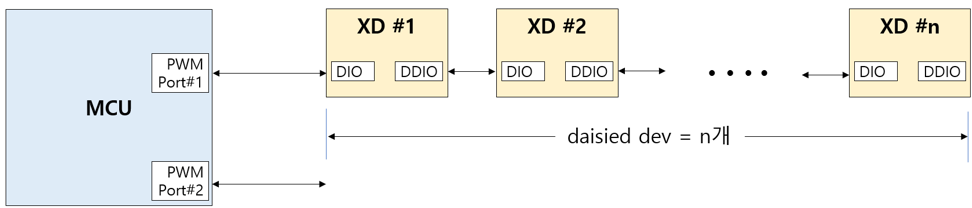 XD #1
XD #2
XD #n
PWM
Port#1
DIO
DDIO
DIO
DDIO
• • • •
DIO
DDIO
MCU
daisied dev = n개
PWM
Port#2